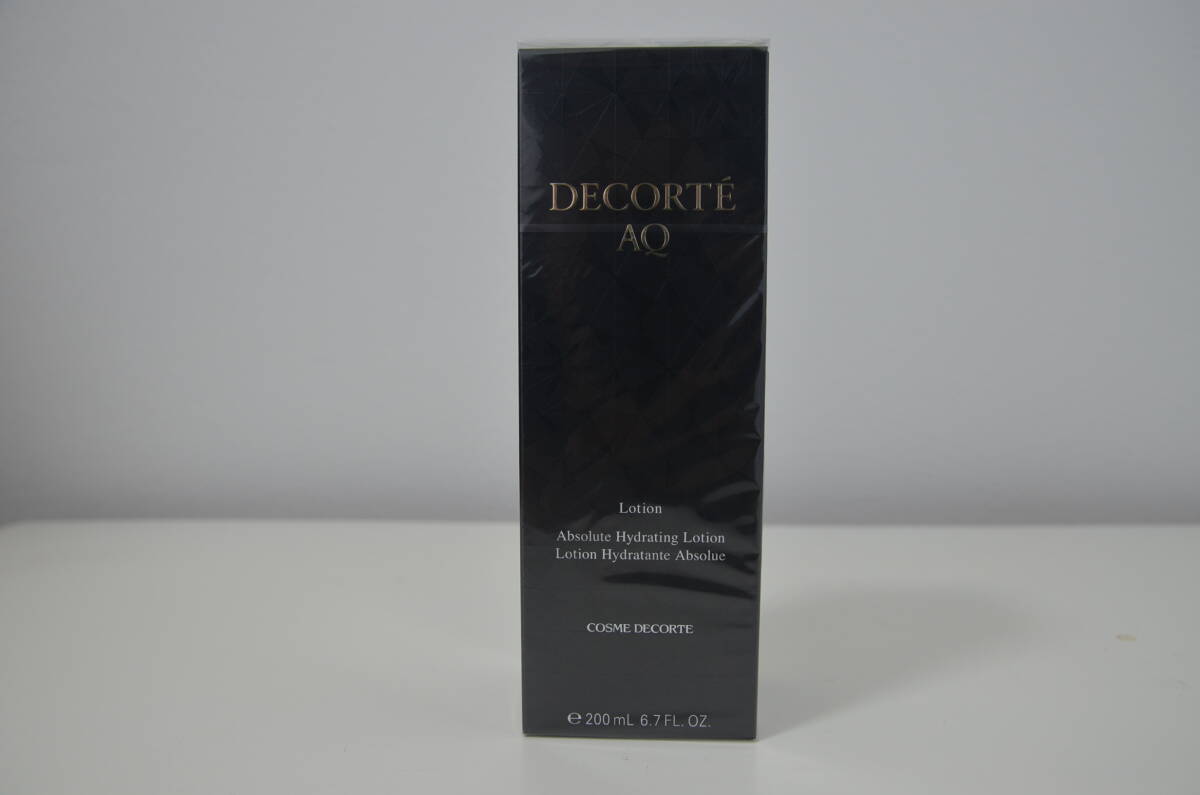 DECORTÉ
AQ
Lotion
Absolute Hydrating Lotion
Lotion Hydratante Absolue
COSME DECORTE
℮ 200 mL 6.7 FL. OZ.